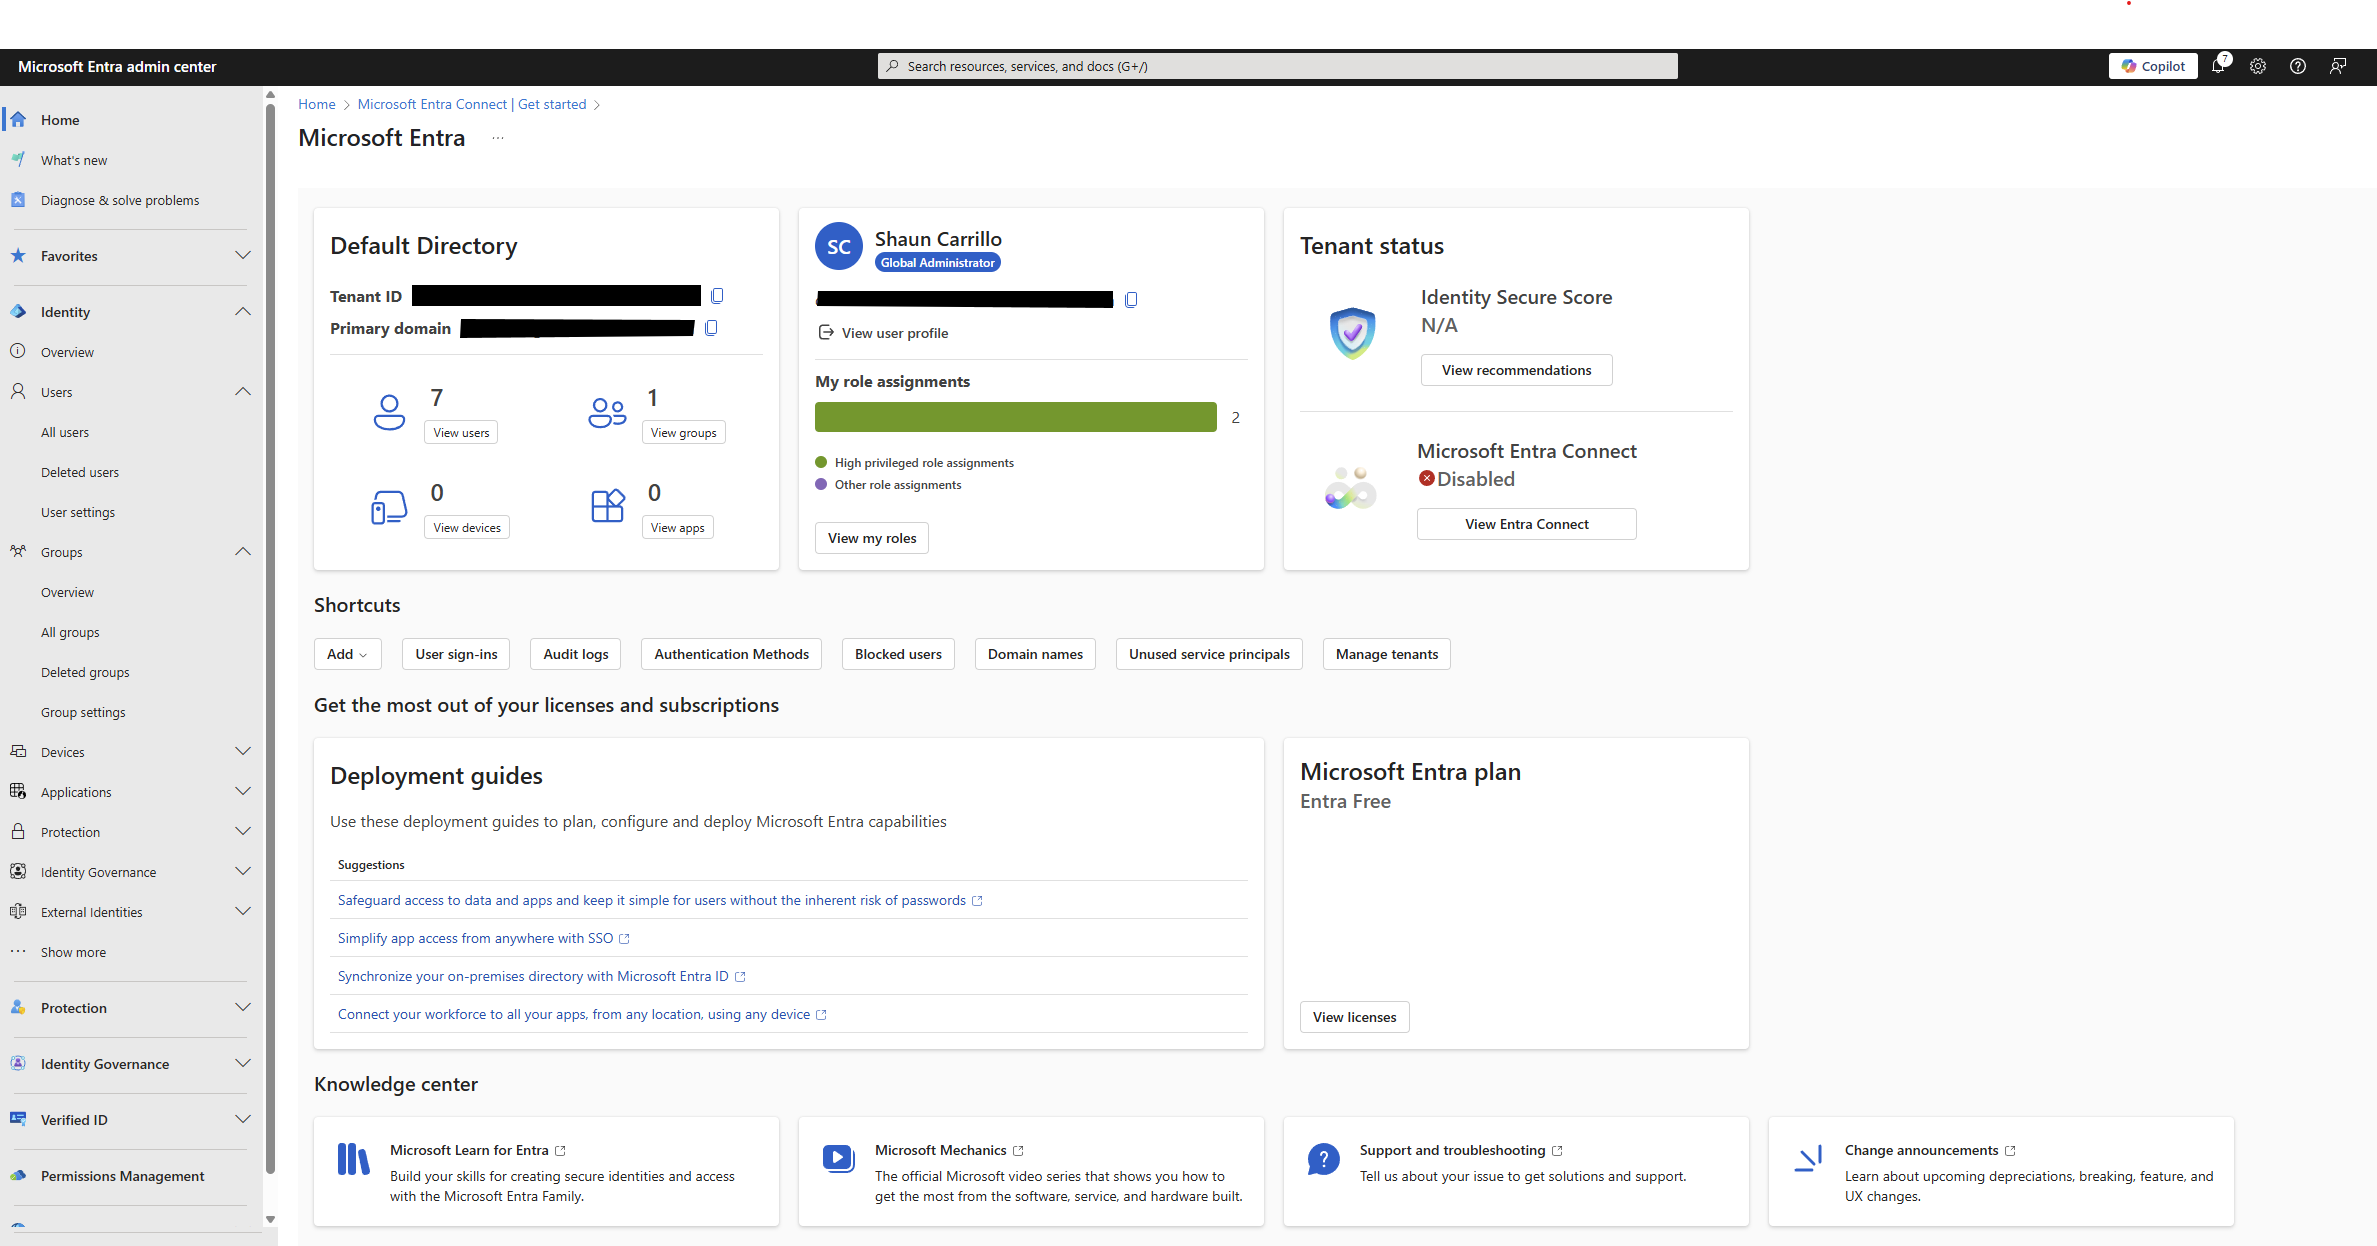 Microsoft Entra admin center
Search resources, services, and docs (G+/)
Copilot
7
Home
What's new
Diagnose & solve problems
Favorites
Identity
Overview
Users
All users
Deleted users
User settings
Groups
Overview
All groups
Deleted groups
Group settings
Devices
Applications
Protection
Identity Governance
External Identities
Show more
Protection
Identity Governance
Verified ID
Permissions Management
Home > Microsoft Entra Connect | Get started >
Microsoft Entra ...
Default Directory
Tenant ID
Primary domain
7
View users
1
View groups
0
View devices
0
View apps
SC
Shaun Carrillo
Global Administrator
View user profile
My role assignments
2
High privileged role assignments
Other role assignments
View my roles
Tenant status
Identity Secure Score
N/A
View recommendations
Microsoft Entra Connect
Disabled
View Entra Connect
Shortcuts
Add
User sign-ins
Audit logs
Authentication Methods
Blocked users
Domain names
Unused service principals
Manage tenants
Get the most out of your licenses and subscriptions
Deployment guides
Use these deployment guides to plan, configure and deploy Microsoft Entra capabilities
Suggestions
Safeguard access to data and apps and keep it simple for users without the inherent risk of passwords
Simplify app access from anywhere with SSO
Synchronize your on-premises directory with Microsoft Entra ID
Connect your workforce to all your apps, from any location, using any device
Microsoft Entra plan
Entra Free
View licenses
Knowledge center
Microsoft Learn for Entra
Build your skills for creating secure identities and access
with the Microsoft Entra Family.
Microsoft Mechanics
The official Microsoft video series that shows you how to
get the most from the software, service, and hardware built.
Support and troubleshooting
Tell us about your issue to get solutions and support.
Change announcements
Learn about upcoming depreciations, breaking, feature, and
UX changes.